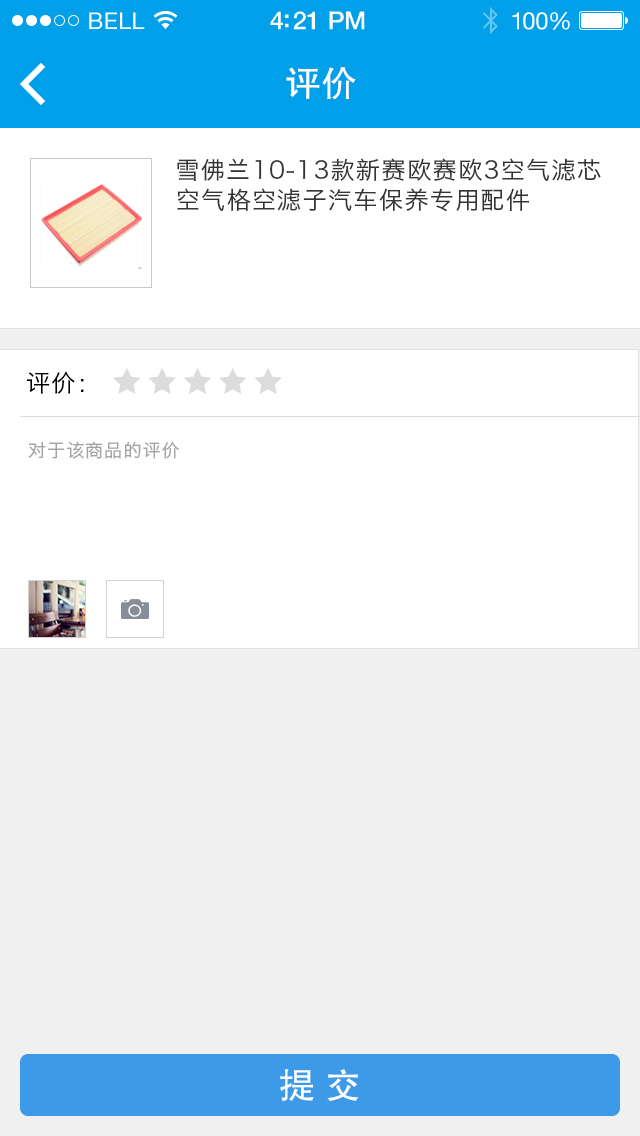 BELL 4:21 PM 100%
评价
雪佛兰10-13款新赛欧赛欧3空气滤芯
空气格空滤子汽车保养专用配件
评价：
对于该商品的评价
提 交